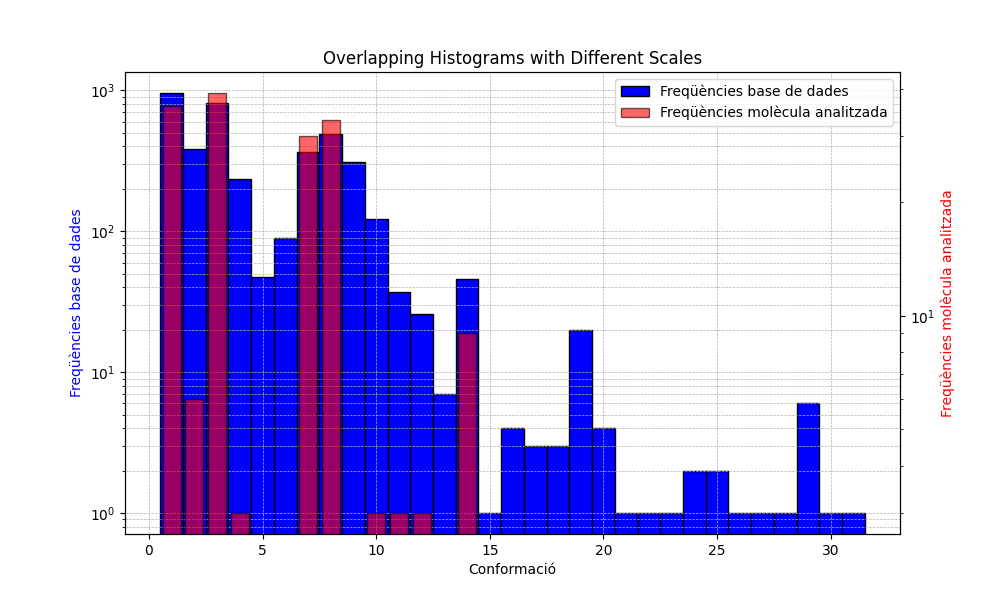 Overlapping Histograms with Different Scales
Freqüències base de dades
Freqüències molècula analitzada
Freqüències base de dades
10³
10²
10¹
10⁰
10¹
Freqüències molècula analitzada
0 5 10 15 20 25 30
Conformació